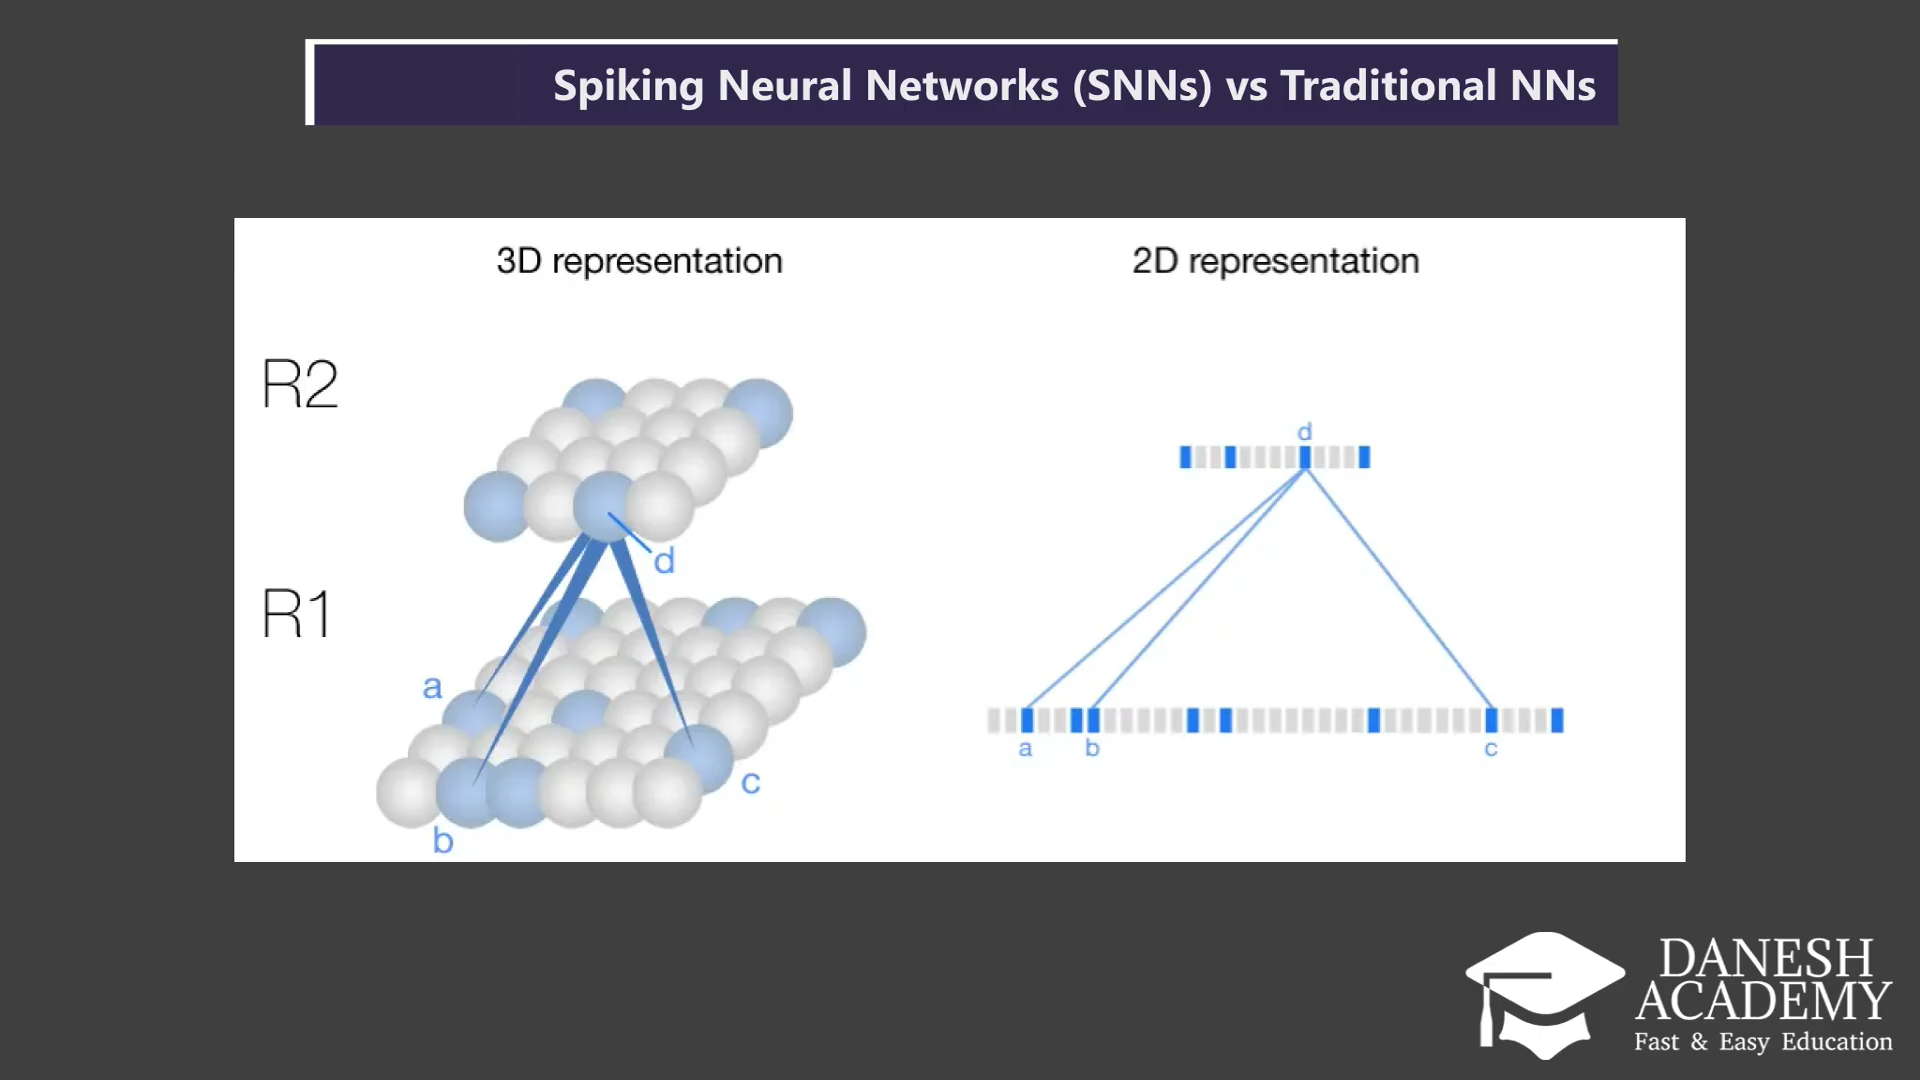 Spiking Neural Networks (SNNs) vs Traditional NNs
3D representation
2D representation
R2
d
d
R1
a
a
b
c
c
b
DANESH
ACADEMY
Fast & Easy Education